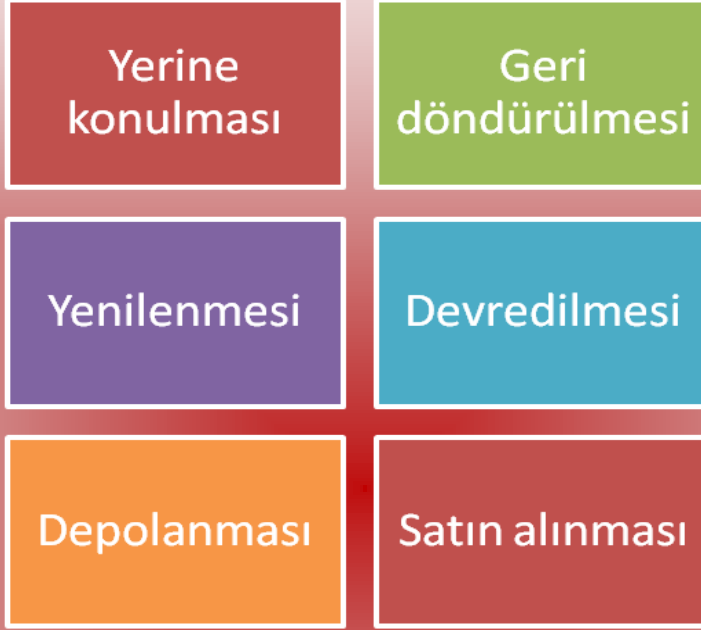 Yerine
konulması
Geri
döndürülmesi
Yenilenmesi
Devredilmesi
Depolanması
Satın alınması